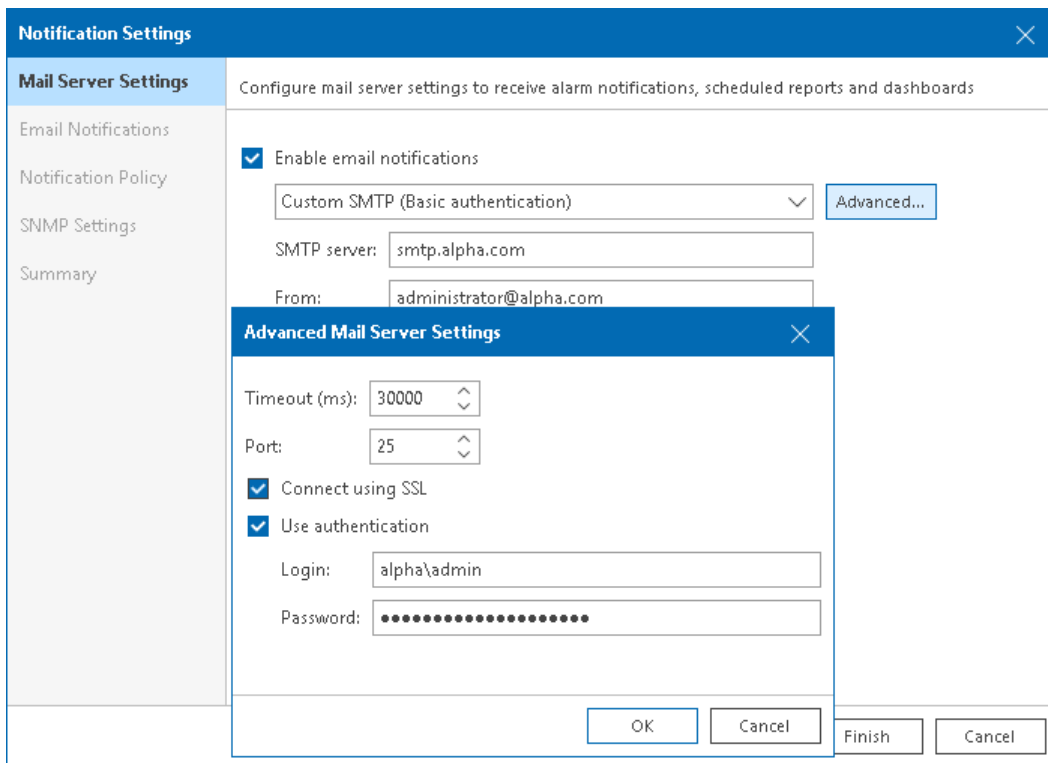 Notification Settings
Mail Server Settings
Email Notifications
Notification Policy
SNMP Settings
Summary
Configure mail server settings to receive alarm notifications, scheduled reports and dashboards
Enable email notifications
Custom SMTP (Basic authentication)
Advanced...
SMTP server: smtp.alpha.com
From: administrator@alpha.com
Advanced Mail Server Settings
Timeout (ms): 30000
Port: 25
Connect using SSL
Use authentication
Login: alpha\admin
Password: ●●●●●●●●●●●●●●●●●●●●
OK Cancel
Finish Cancel